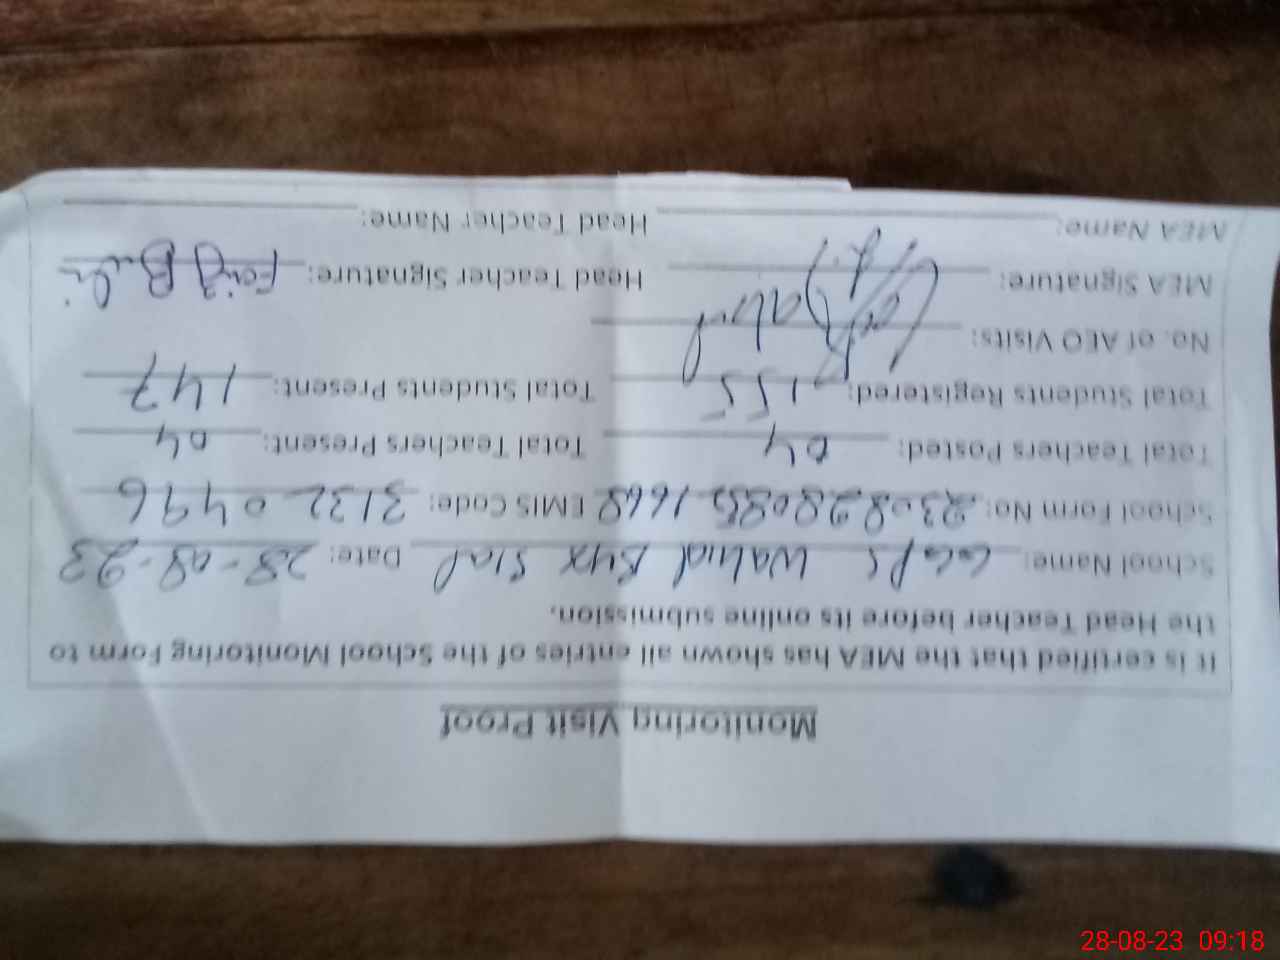 Monitoring Visit Proof
It is certified that the MEA has shown all entries of the School Monitoring Form to
the Head Teacher before its online submission.
School Name: GGPS Wahid Bux Sial Date: 28-08-23
School Form No: EMIS Code: 31320496
Total Teachers Posted: 04 Total Teachers Present: 04
Total Students Registered: 155 Total Students Present: 147
No. of AEO Visits:
MEA Signature: Head Teacher Signature:
MEA Name: Head Teacher Name:
28-08-23 09:18